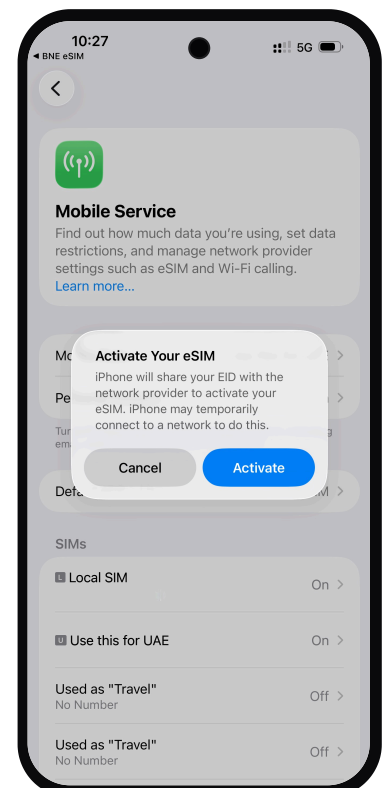 10:27
5G
◀ BNE eSIM
Mobile Service
Find out how much data you're using, set data
restrictions, and manage network provider
settings such as eSIM and Wi-Fi calling.
Learn more...
Activate Your eSIM
iPhone will share your EID with the
network provider to activate your
eSIM. iPhone may temporarily
connect to a network to do this.
Cancel
Activate
SIMs
L Local SIM
On
U Use this for UAE
On
Used as "Travel"
Off
No Number
Used as "Travel"
Off
No Number